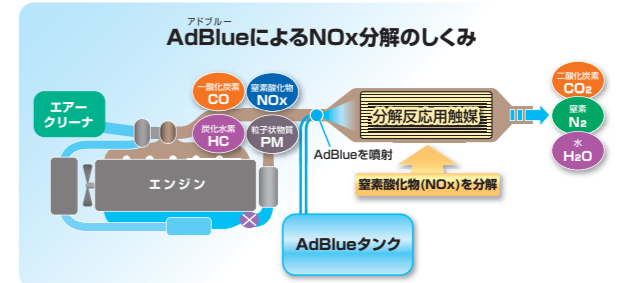 アドブルー
AdBlueによるNOx分解のしくみ
エアー
クリーナ
一酸化炭素
CO
窒素酸化物
NOx
炭化水素
HC
粒子状物質
PM
エンジン
AdBlueを噴射
分解反応用触媒
窒素酸化物(NOx)を分解
AdBlueタンク
二酸化炭素
CO2
窒素
N2
水
H2O